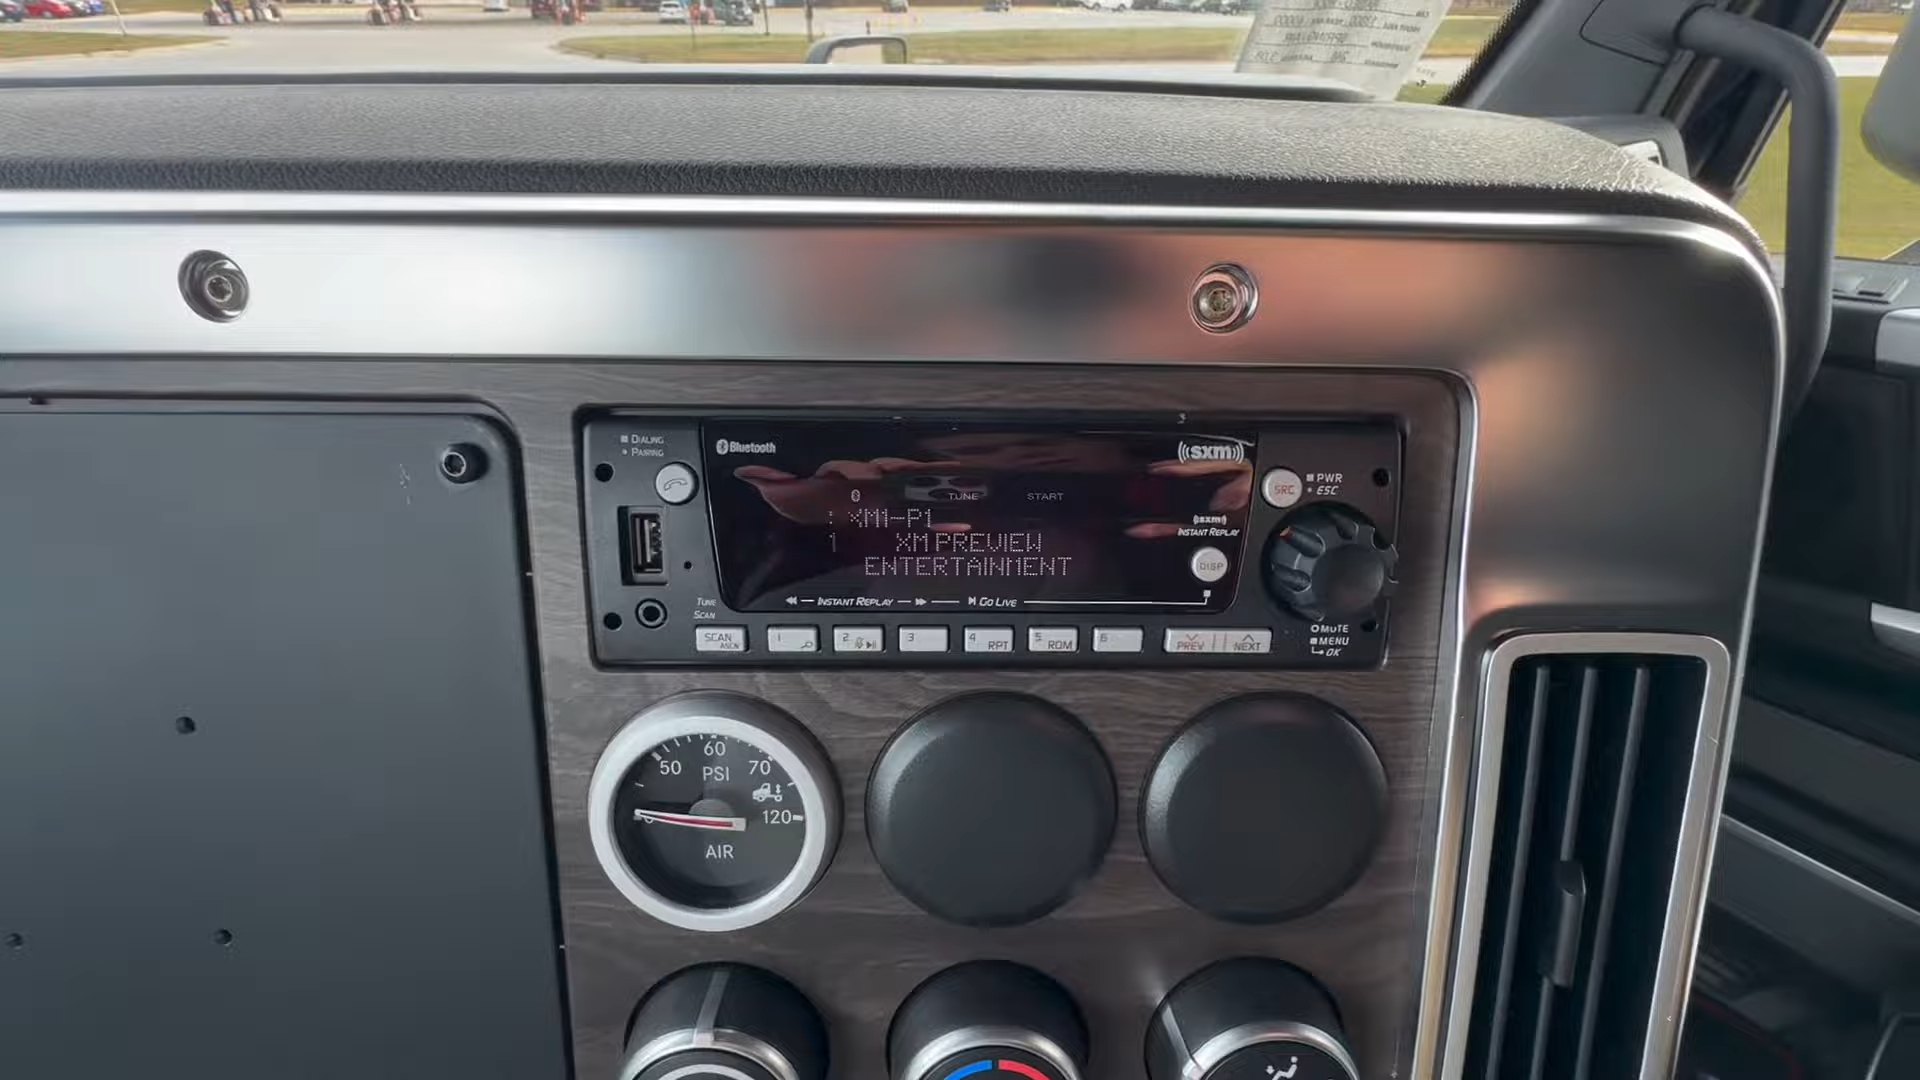 DIALING
PAIRING
Bluetooth
((sxm))
TUNE START
XM1-P1
1 XM PREVIEW
ENTERTAINMENT
INSTANT REPLAY GO LIVE
SRC
PWR
ESC
((sxm))
INSTANT REPLAY
DISP
TUNE
SCAN
SCAN
ASCN
1
2
3
4 RPT
5 RDM
6
PREV NEXT
MUTE
MENU
OK
50 60 70
PSI
120
AIR